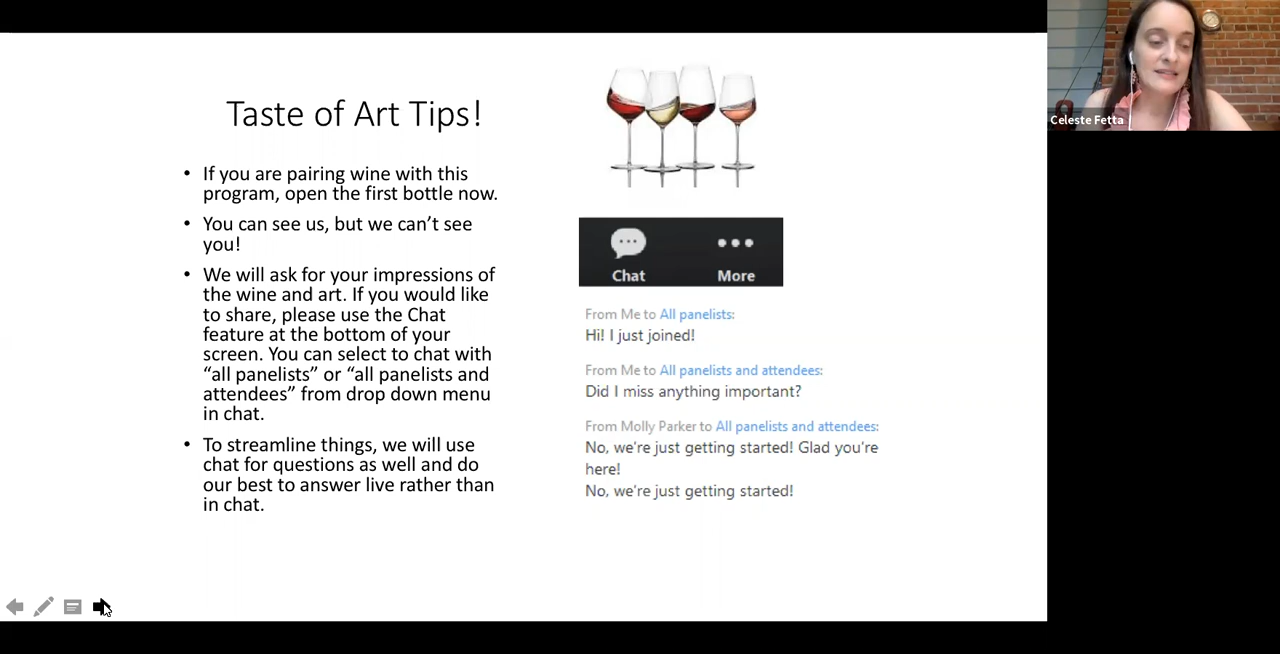 Taste of Art Tips!
• If you are pairing wine with this
program, open the first bottle now.
• You can see us, but we can’t see
you!
• We will ask for your impressions of
the wine and art. If you would like
to share, please use the Chat
feature at the bottom of your
screen. You can select to chat with
“all panelists” or “all panelists and
attendees” from drop down menu
in chat.
• To streamline things, we will use
chat for questions as well and do
our best to answer live rather than
in chat.
Chat More
From Me to All panelists:
Hi! I just joined!
From Me to All panelists and attendees:
Did I miss anything important?
From Molly Parker to All panelists and attendees:
No, we're just getting started! Glad you're
here!
No, we're just getting started!
Celeste Fetta